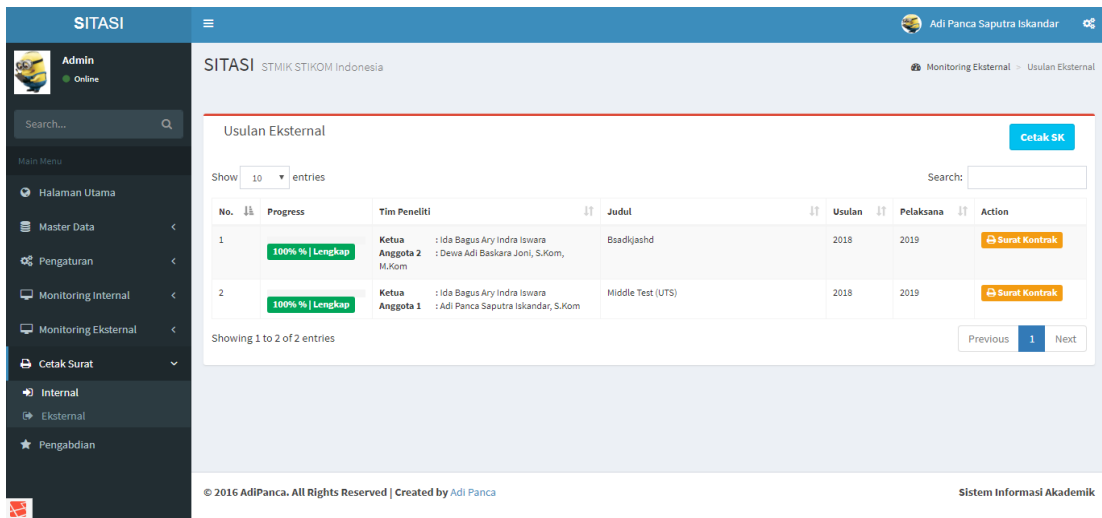 SITASI
Adi Panca Saputra Iskandar
Admin
Online
SITASI STMIK STIKOM Indonesia
Monitoring Eksternal > Usulan Eksternal
Search...
Main Menu
Halaman Utama
Master Data
Pengaturan
Monitoring Internal
Monitoring Eksternal
Cetak Surat
Internal
Eksternal
Pengabdian
Usulan Eksternal
Cetak SK
Show 10 entries
Search:
No. Progress Tim Peneliti Judul Usulan Pelaksana Action
1 100% % | Lengkap Ketua : Ida Bagus Ary Indra Iswara Bsadkjashd 2018 2019 Surat Kontrak
Anggota 2 : Dewa Adi Baskara Joni, S.Kom,
M.Kom
2 100% % | Lengkap Ketua : Ida Bagus Ary Indra Iswara Middle Test (UTS) 2018 2019 Surat Kontrak
Anggota 1 : Adi Panca Saputra Iskandar, S.Kom
Showing 1 to 2 of 2 entries
Previous 1 Next
© 2016 AdiPanca. All Rights Reserved | Created by Adi Panca
Sistem Informasi Akademik